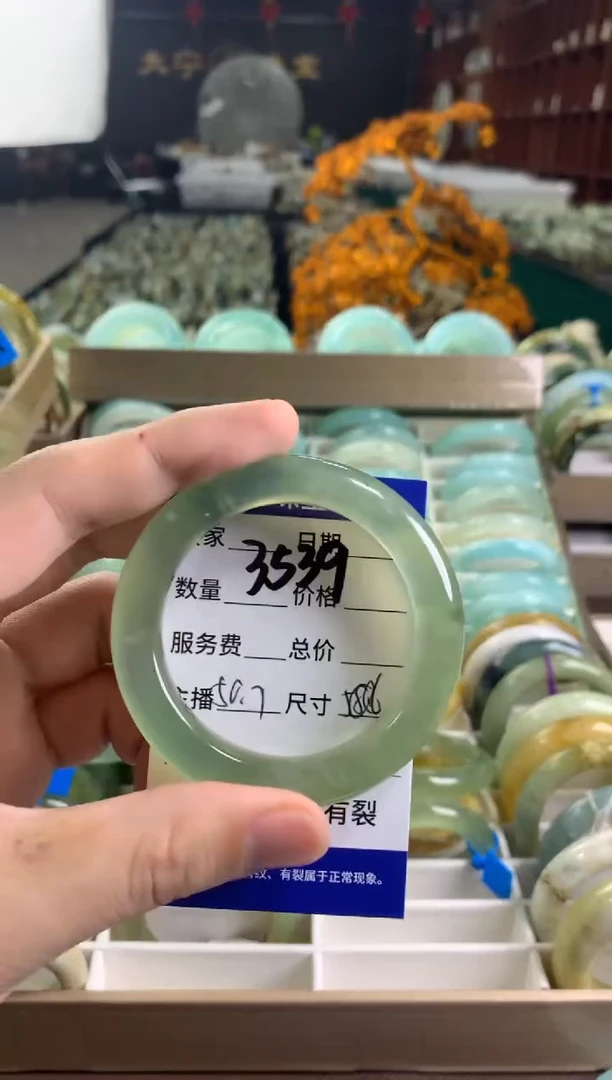 家 日期
3539
数量 价格
服务费 总价
主播 50.7 尺寸
有裂
纹、有裂属于正常现象。